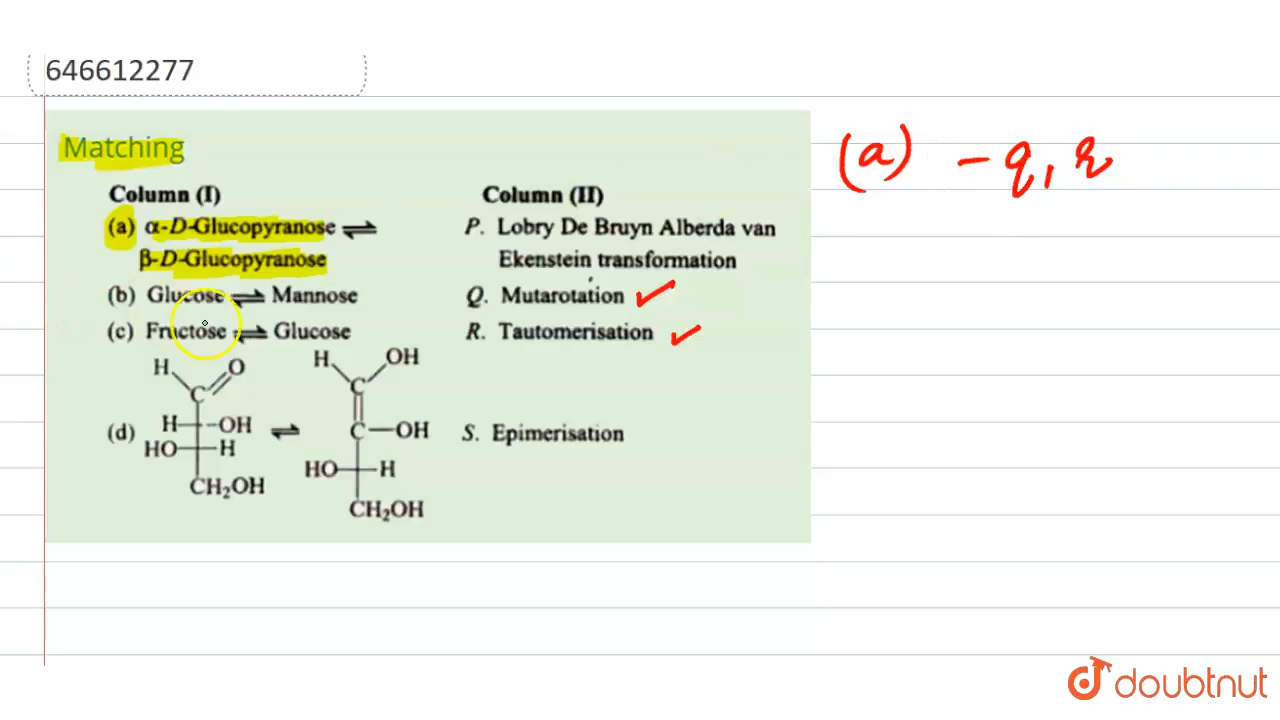 646612277
Matching
Column (I) Column (II)
(a) α-D-Glucopyranose ⇌ P. Lobry De Bruyn Alberda van
β-D-Glucopyranose Ekenstein transformation
(b) Glucose ⇌ Mannose Q. Mutarotation
(c) Fructose ⇌ Glucose R. Tautomerisation
H O H OH
C C
H OH C—OH
(d) ⇌ S. Epimerisation
HO H HO H
CH₂OH CH₂OH
(a) - q, r
doubtnut